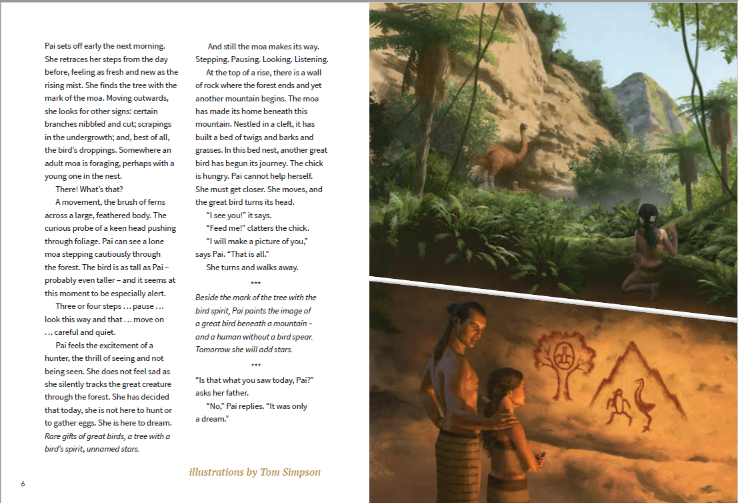 Pai sets off early the next morning.
She retraces her steps from the day
before, feeling as fresh and new as the
rising mist. She finds the tree with the
mark of the moa. Moving outwards,
she looks for other signs: certain
branches nibbled and cut; scrapings
in the undergrowth; and, best of all,
the bird’s droppings. Somewhere an
adult moa is foraging, perhaps with a
young one in the nest.
There! What’s that?
A movement, the brush of ferns
across a large, feathered body. The
curious probe of a keen head pushing
through foliage. Pai can see a lone
moa stepping cautiously through
the forest. The bird is as tall as Pai –
probably even taller – and it seems at
this moment to be especially alert.
Three or four steps ... pause ...
look this way and that ... move on
... careful and quiet.
Pai feels the excitement of a
hunter, the thrill of seeing and not
being seen. She does not feel sad as
she silently tracks the great creature
through the forest. She has decided
that today, she is not here to hunt or
to gather eggs. She is here to dream.
Rare gifts of great birds, a tree with a
bird’s spirit, unnamed stars.
And still the moa makes its way.
Stepping. Pausing. Looking. Listening.
At the top of a rise, there is a wall
of rock where the forest ends and yet
another mountain begins. The moa
has made its home beneath this
mountain. Nestled in a cleft, it has
built a bed of twigs and barks and
grasses. In this bed nest, another great
bird has begun its journey. The chick
is hungry. Pai cannot help herself.
She must get closer. She moves, and
the great bird turns its head.
“I see you!” it says.
“Feed me!” clatters the chick.
“I will make a picture of you,”
says Pai. “That is all.”
She turns and walks away.
***
Beside the mark of the tree with the
bird spirit, Pai paints the image of
a great bird beneath a mountain –
and a human without a bird spear.
Tomorrow she will add stars.
***
“Is that what you saw today, Pai?”
asks her father.
“No,” Pai replies. “It was only
a dream.”
illustrations by Tom Simpson
6